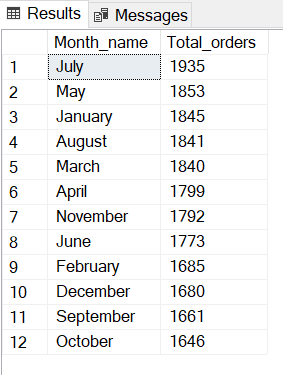 Results Messages
Month_name Total_orders
1 July 1935
2 May 1853
3 January 1845
4 August 1841
5 March 1840
6 April 1799
7 November 1792
8 June 1773
9 February 1685
10 December 1680
11 September 1661
12 October 1646